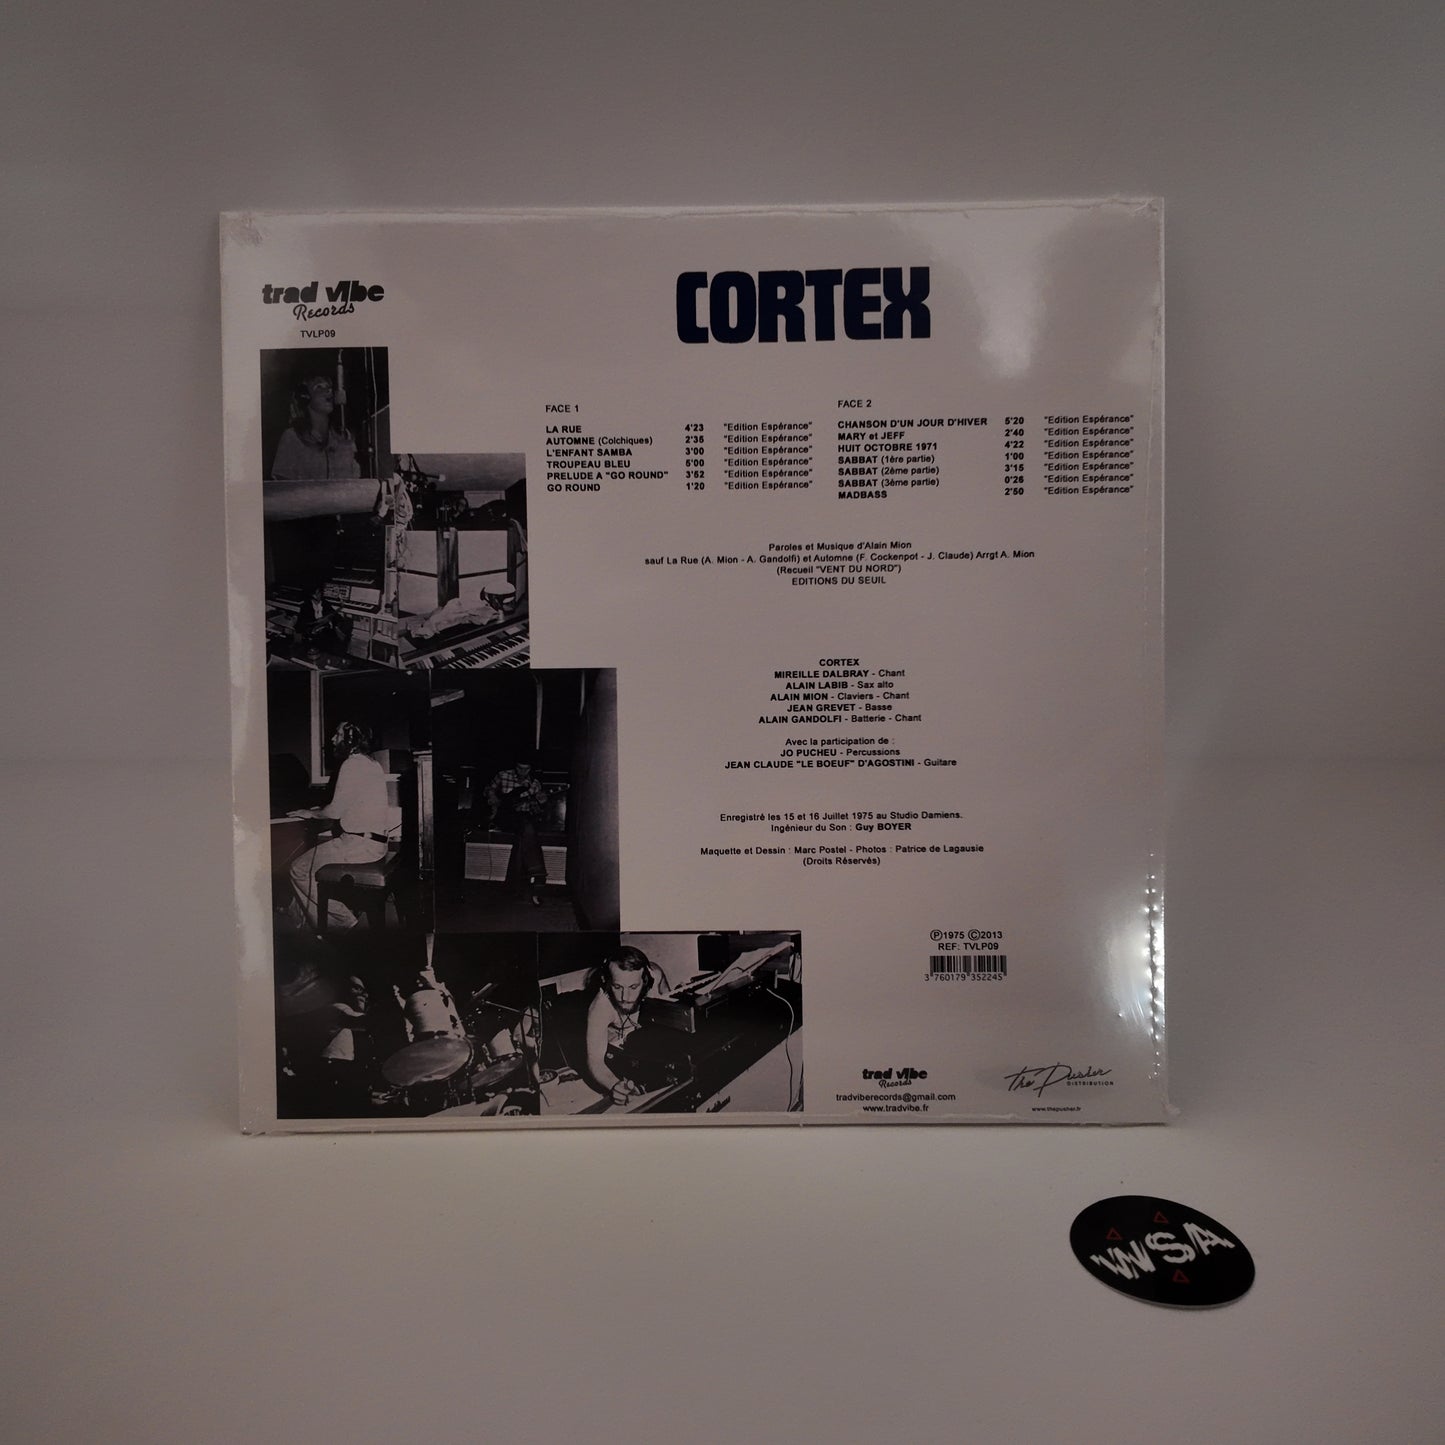 trad vibe
Records
TVLP09
CORTEX
FACE 1
LA RUE 4'23 "Edition Espérance"
AUTOMNE (Colchiques) 2'35 "Edition Espérance"
L'ENFANT SAMBA 3'00 "Edition Espérance"
TROUPEAU BLEU 5'00 "Edition Espérance"
PRELUDE A "GO ROUND" 3'52 "Edition Espérance"
GO ROUND 1'20 "Edition Espérance"
FACE 2
CHANSON D'UN JOUR D'HIVER 5'20 "Edition Espérance"
MARY et JEFF 2'40 "Edition Espérance"
HUIT OCTOBRE 1971 4'22 "Edition Espérance"
SABBAT (1ère partie) 1'00 "Edition Espérance"
SABBAT (2ème partie) 3'15 "Edition Espérance"
SABBAT (3ème partie) 0'26 "Edition Espérance"
MADBASS 2'50 "Edition Espérance"
Paroles et Musique d'Alain Mion
sauf La Rue (A. Mion - A. Gandolfi) et Automne (F. Cockenpot - J. Claude) Arrgt A. Mion
(Recueil "VENT DU NORD")
EDITIONS DU SEUIL
CORTEX
MIREILLE DALBRAY - Chant
ALAIN LABIB - Sax alto
ALAIN MION - Claviers - Chant
JEAN GREVET - Basse
ALAIN GANDOLFI - Batterie - Chant
Avec la participation de :
JO PUCHEU - Percussions
JEAN CLAUDE "LE BOEUF" D'AGOSTINI - Guitare
Enregistré les 15 et 16 Juillet 1975 au Studio Damiens.
Ingénieur du Son : Guy BOYER
Maquette et Dessin : Marc Postel - Photos : Patrice de Lagausie
(Droits Réservés)
Ⓟ1975 Ⓒ2013
REF: TVLP09
3 760179 352245
trad vibe
Records
tradviberecords@gmail.com
www.tradvibe.fr
The Pusher
DISTRIBUTION
www.thepusher.fr